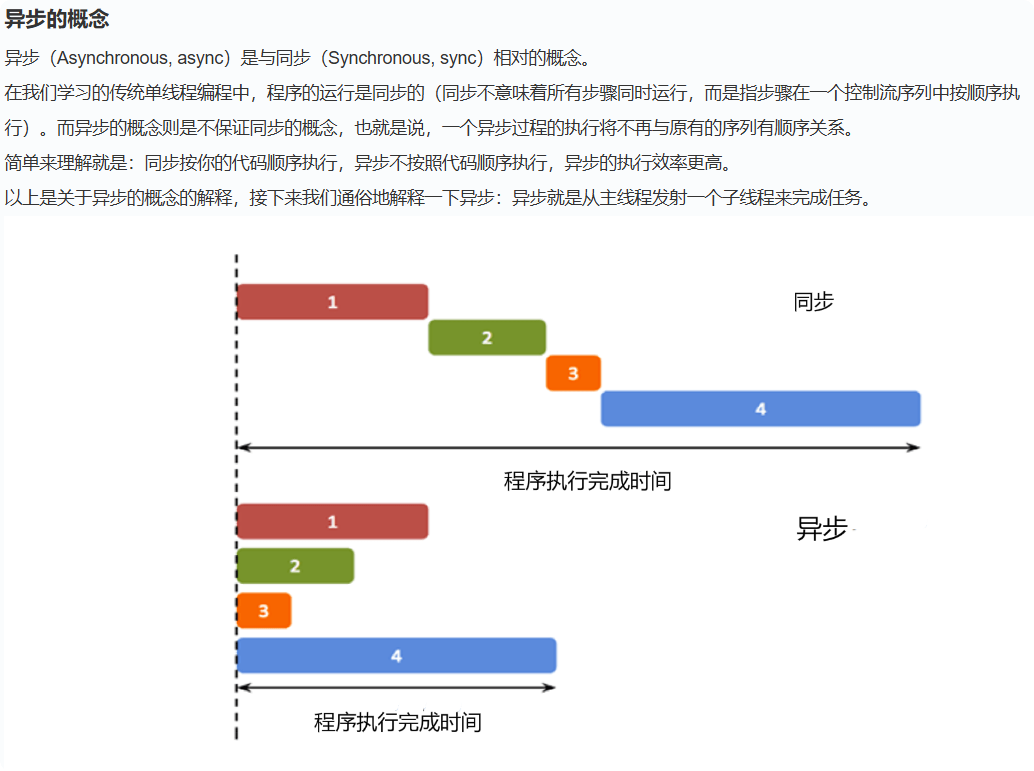 异步的概念
异步（Asynchronous, async）是与同步（Synchronous, sync）相对的概念。
在我们学习的传统单线程编程中，程序的运行是同步的（同步不意味着所有步骤同时运行，而是指步骤在一个控制流序列中按顺序执
行）。而异步的概念则是不保证同步的概念，也就是说，一个异步过程的执行将不再与原有的序列有顺序关系。
简单来理解就是：同步按你的代码顺序执行，异步不按照代码顺序执行，异步的执行效率更高。
以上是关于异步的概念的解释，接下来我们通俗地解释一下异步：异步就是从主线程发射一个子线程来完成任务。
1
同步
2
3
4
程序执行完成时间
1
异步
2
3
4
程序执行完成时间